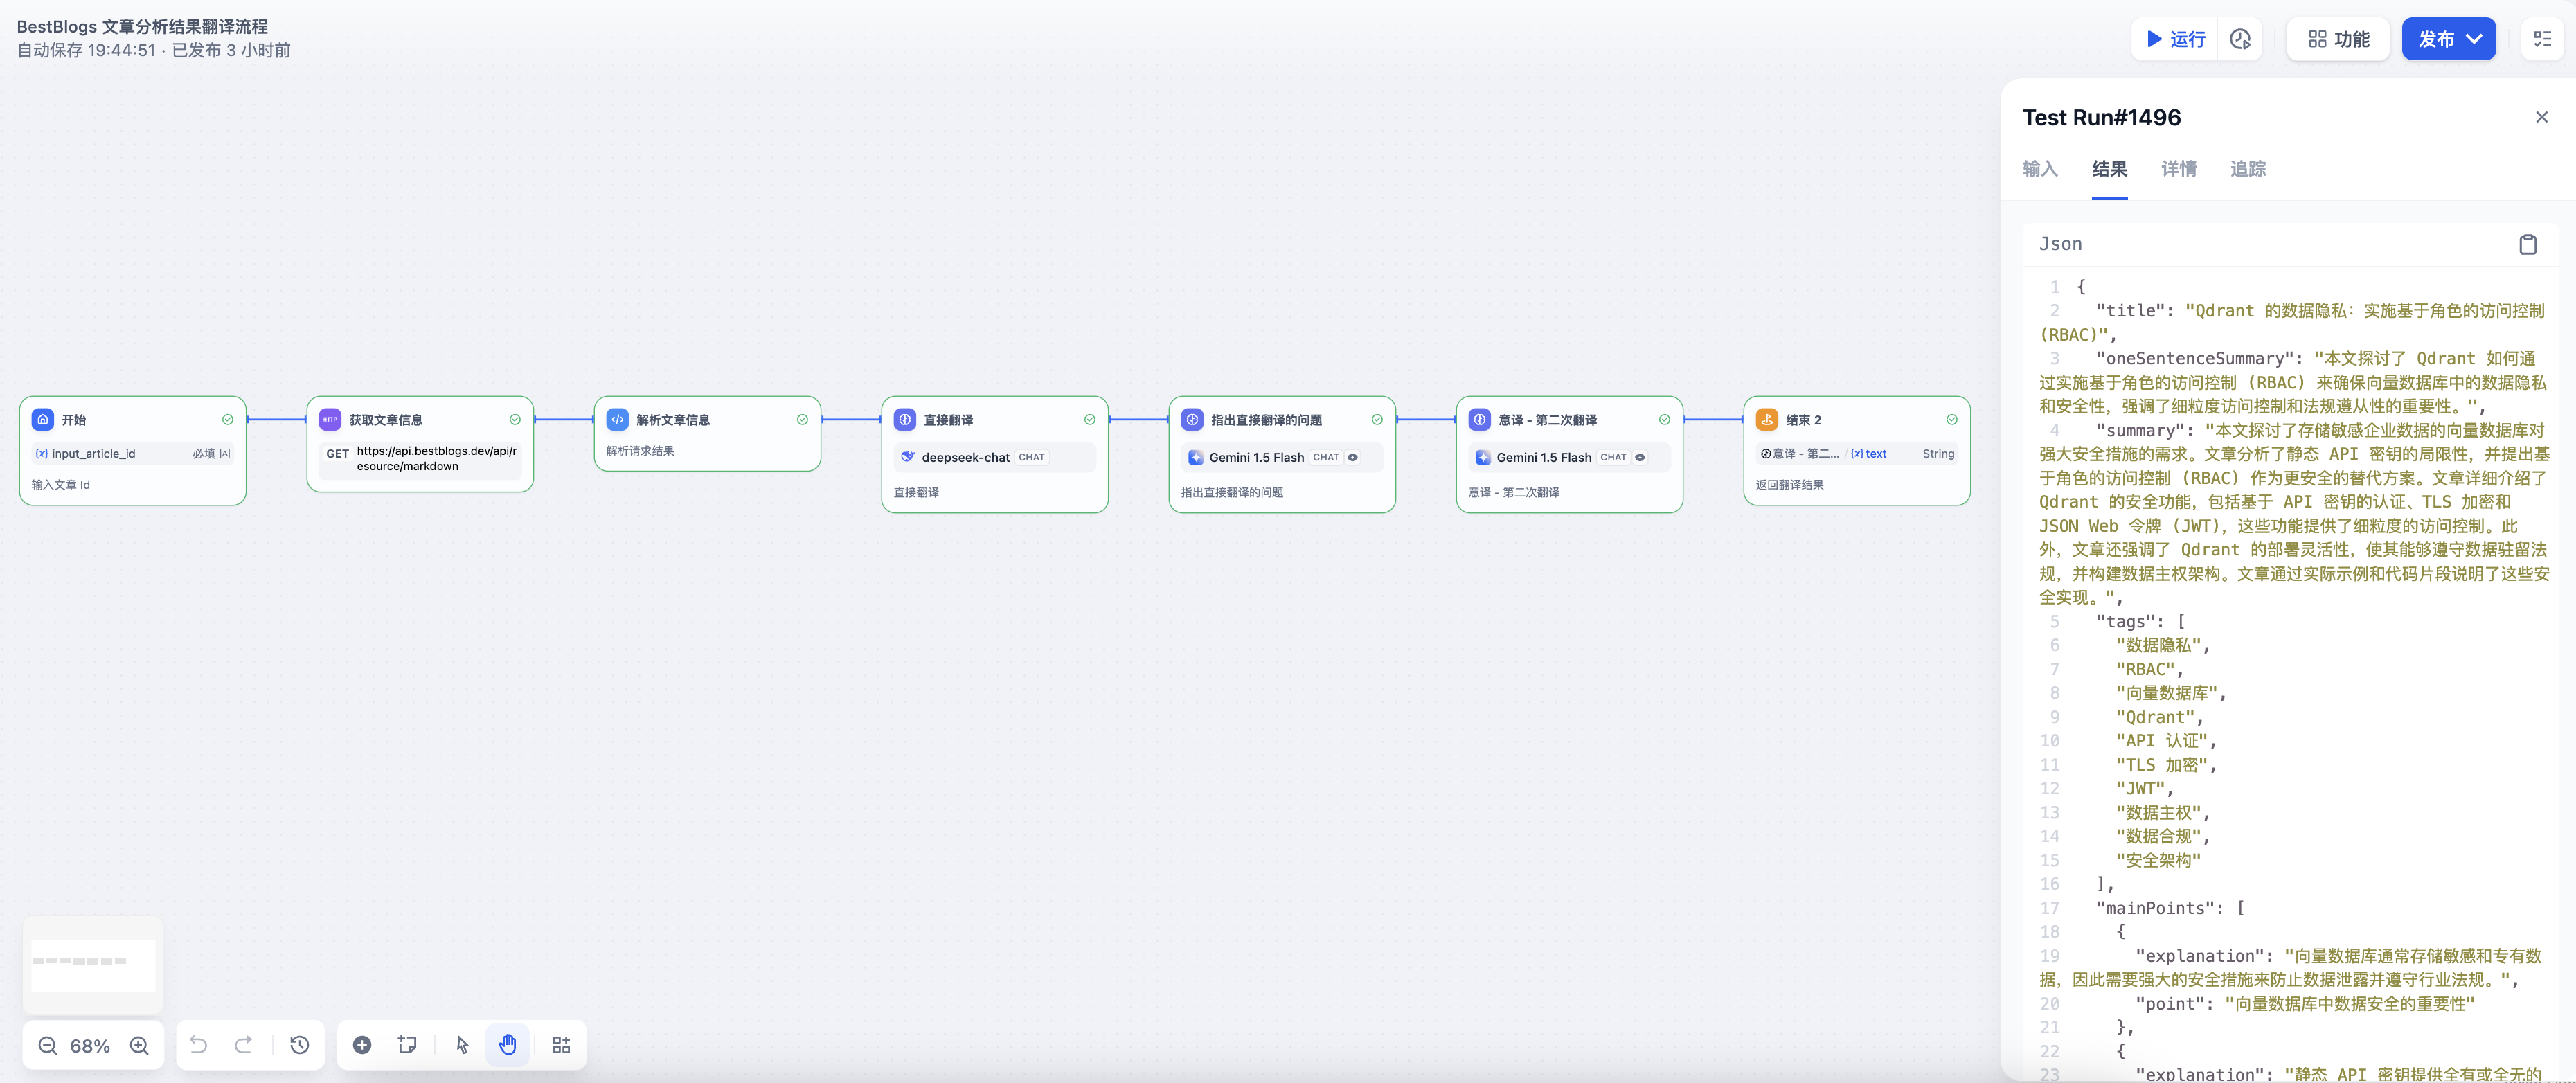 BestBlogs 文章分析结果翻译流程
自动保存 19:44:51 · 已发布 3 小时前
运行
功能
发布
开始
{x} input_article_id 必填
输入文章 Id
HTTP 获取文章信息
GET https://api.bestblogs.dev/api/r
esource/markdown
解析文章信息
解析请求结果
直接翻译
deepseek-chat CHAT
直接翻译
指出直接翻译的问题
Gemini 1.5 Flash CHAT
指出直接翻译的问题
意译 - 第二次翻译
Gemini 1.5 Flash CHAT
意译 - 第二次翻译
结束 2
意译 - 第二... / {x} text String
返回翻译结果
68%
Test Run#1496
输入 结果 详情 追踪
Json
1 {
2 "title": "Qdrant 的数据隐私：实施基于角色的访问控制
(RBAC)",
3 "oneSentenceSummary": "本文探讨了 Qdrant 如何通
过实施基于角色的访问控制 (RBAC) 来确保向量数据库中的数据隐私
和安全性，强调了细粒度访问控制和法规遵从性的重要性。",
4 "summary": "本文探讨了存储敏感企业数据的向量数据库对
强大安全措施的需求。文章分析了静态 API 密钥的局限性，并提出基
于角色的访问控制 (RBAC) 作为更安全的替代方案。文章详细介绍了
Qdrant 的安全功能，包括基于 API 密钥的认证、TLS 加密和
JSON Web 令牌 (JWT)，这些功能提供了细粒度的访问控制。此
外，文章还强调了 Qdrant 的部署灵活性，使其能够遵守数据驻留法
规，并构建数据主权架构。文章通过实际示例和代码片段说明了这些安
全实现。",
5 "tags": [
6 "数据隐私",
7 "RBAC",
8 "向量数据库",
9 "Qdrant",
10 "API 认证",
11 "TLS 加密",
12 "JWT",
13 "数据主权",
14 "数据合规",
15 "安全架构"
16 ],
17 "mainPoints": [
18 {
19 "explanation": "向量数据库通常存储敏感和专有数
据，因此需要强大的安全措施来防止数据泄露并遵守行业法规。",
20 "point": "向量数据库中数据安全的重要性"
21 },
22 {
23 "explanation": "静态 API 密钥提供全有或全无的